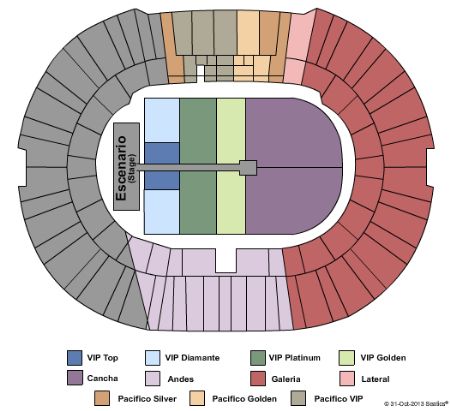 Escenario
(Stage)
VIP Top VIP Diamante VIP Platinum VIP Golden
Cancha Andes Galeria Lateral
Pacifico Silver Pacifico Golden Pacifico VIP
© 31-Oct-2013 Seatics®